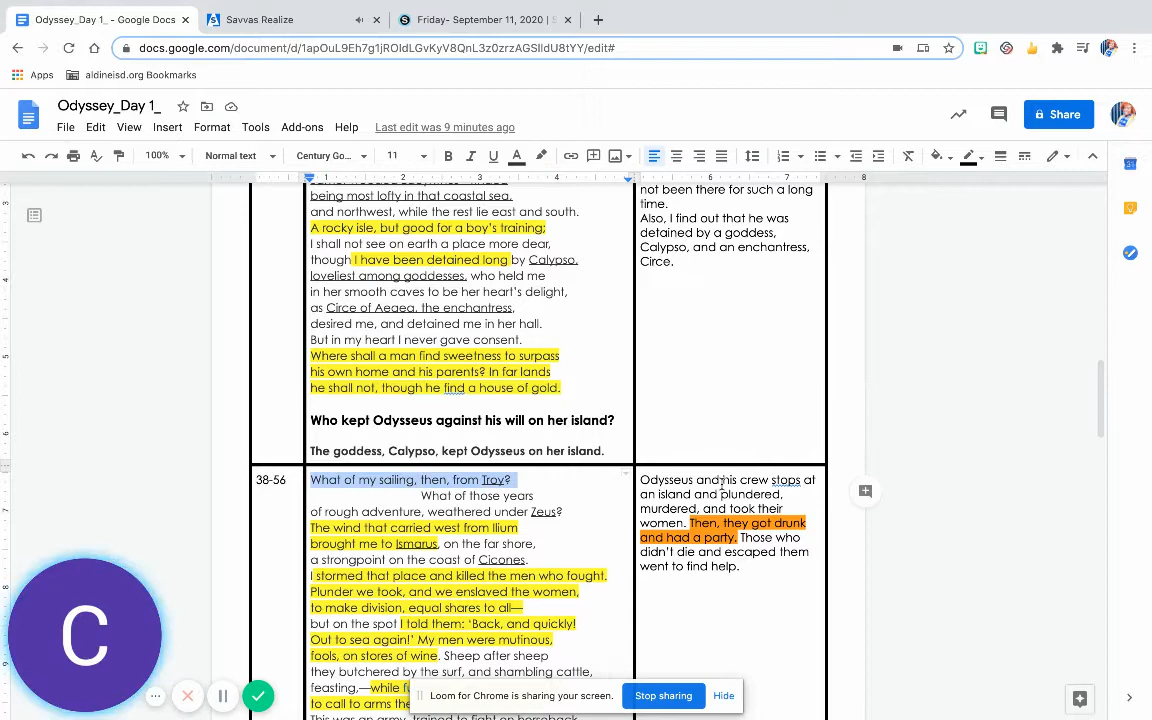 Odyssey_Day 1_ - Google Docs
Savvas Realize
Friday- September 11, 2020 | S
docs.google.com/document/d/1apOuL9Eh7g1jROIdLGvKyV8QnL3z0zrzAGSIldU8tYY/edit#
Apps
aldineisd.org Bookmarks
Odyssey_Day 1_
File Edit View Insert Format Tools Add-ons Help Last edit was 9 minutes ago
Share
100% Normal text Century Go... 11
being most lofty in that coastal sea,
and northwest, while the rest lie east and south.
A rocky isle, but good for a boy's training;
I shall not see on earth a place more dear,
though I have been detained long by Calypso,
loveliest among goddesses, who held me
in her smooth caves to be her heart's delight,
as Circe of Aeaea, the enchantress,
desired me, and detained me in her hall.
But in my heart I never gave consent.
Where shall a man find sweetness to surpass
his own home and his parents? In far lands
he shall not, though he find a house of gold.
Who kept Odysseus against his will on her island?
The goddess, Calypso, kept Odysseus on her island.
not been there for such a long
time.
Also, I find out that he was
detained by a goddess,
Calypso, and an enchantress,
Circe.
38-56
What of my sailing, then, from Troy?
What of those years
of rough adventure, weathered under Zeus?
The wind that carried west from Ilium
brought me to Ismarus, on the far shore,
a strongpoint on the coast of Cicones.
I stormed that place and killed the men who fought.
Plunder we took, and we enslaved the women,
to make division, equal shares to all—
but on the spot I told them: 'Back, and quickly!
Out to sea again!' My men were mutinous,
fools, on stores of wine. Sheep after sheep
they butchered by the surf, and shambling cattle,
feasting,—while
to call to arms the
This was an army, trained to fight on horseback
Odysseus and his crew stops at
an island and plundered,
murdered, and took their
women. Then, they got drunk
and had a party. Those who
didn't die and escaped them
went to find help.
C
Loom for Chrome is sharing your screen.
Stop sharing
Hide